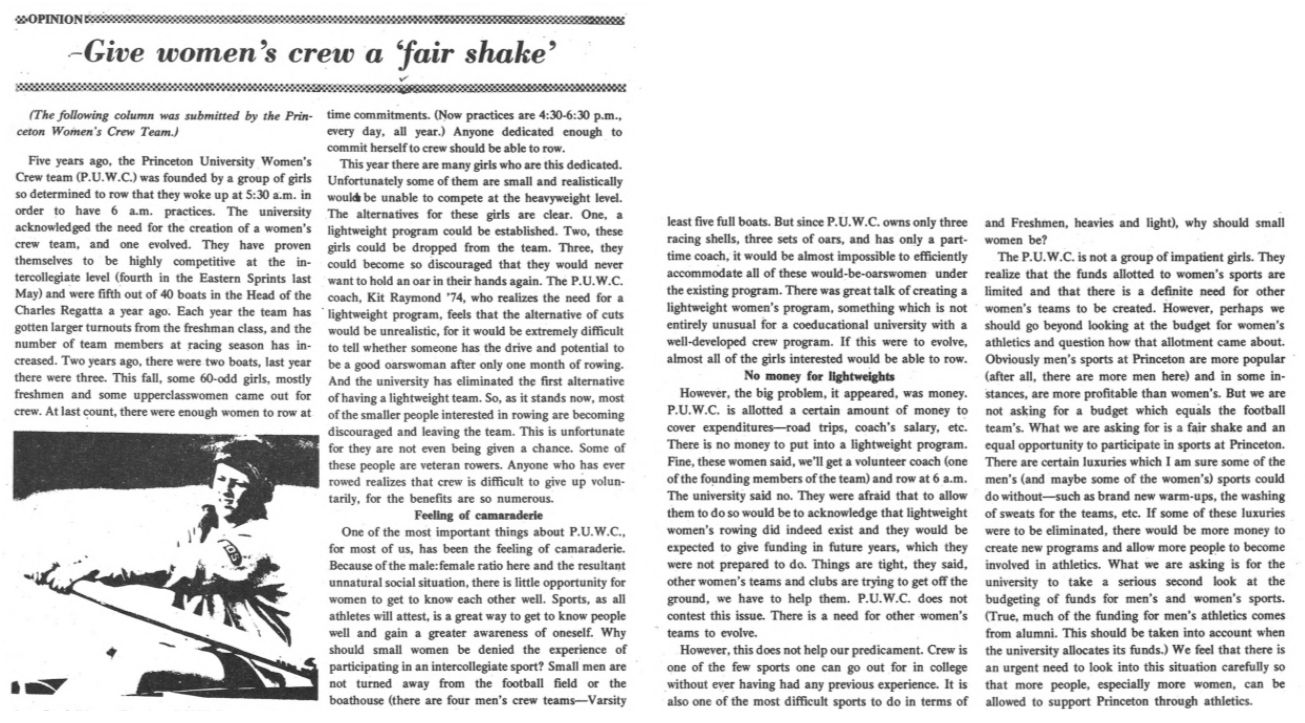 OPINION
Give women's crew a 'fair shake'
(The following column was submitted by the Prin-
ceton Women's Crew Team.)
Five years ago, the Princeton University Women's
Crew team (P.U.W.C.) was founded by a group of girls
so determined to row that they woke up at 5:30 a.m. in
order to have 6 a.m. practices. The university
acknowledged the need for the creation of a women's
crew team, and one evolved. They have proven
themselves to be highly competitive at the in-
tercollegiate level (fourth in the Eastern Sprints last
May) and were fifth out of 40 boats in the Head of the
Charles Regatta a year ago. Each year the team has
gotten larger turnouts from the freshman class, and the
number of team members at racing season has in-
creased. Two years ago, there were two boats, last year
there were three. This fall, some 60-odd girls, mostly
freshmen and some upperclasswomen came out for
crew. At last count, there were enough women to row at
least five full boats. But since P.U.W.C. owns only three
racing shells, three sets of oars, and has only a part-
time coach, it would be almost impossible to efficiently
accommodate all of these would-be-oarswomen under
the existing program. There was great talk of creating a
lightweight women's program, something which is not
entirely unusual for a coeducational university with a
well-developed crew program. If this were to evolve,
almost all of the girls interested would be able to row.
No money for lightweights
However, the big problem, it appeared, was money.
P.U.W.C. is allotted a certain amount of money to
cover expenditures—road trips, coach's salary, etc.
There is no money to put into a lightweight program.
Fine, these women said, we'll get a volunteer coach (one
of the founding members of the team) and row at 6 a.m.
The university said no. They were afraid that to allow
them to do so would be to acknowledge that lightweight
women's rowing did indeed exist and they would be
expected to give funding in future years, which they
were not prepared to do. Things are tight, they said,
other women's teams and clubs are trying to get off the
ground, we have to help them. P.U.W.C. does not
contest this issue. There is a need for other women's
teams to evolve.
However, this does not help our predicament. Crew is
one of the few sports one can go out for in college
without ever having had any previous experience. It is
also one of the most difficult sports to do in terms of
time commitments. (Now practices are 4:30-6:30 p.m.,
every day, all year.) Anyone dedicated enough to
commit herself to crew should be able to row.
This year there are many girls who are this dedicated.
Unfortunately some of them are small and realistically
would be unable to compete at the heavyweight level.
The alternatives for these girls are clear. One, a
lightweight program could be established. Two, these
girls could be dropped from the team. Three, they
could become so discouraged that they would never
want to hold an oar in their hands again. The P.U.W.C.
coach, Kit Raymond '74, who realizes the need for a
lightweight program, feels that the alternative of cuts
would be unrealistic, for it would be extremely difficult
to tell whether someone has the drive and potential to
be a good oarswoman after only one month of rowing.
And the university has eliminated the first alternative
of having a lightweight team. So, as it stands now, most
of the smaller people interested in rowing are becoming
discouraged and leaving the team. This is unfortunate
for they are not even being given a chance. Some of
these people are veteran rowers. Anyone who has ever
rowed realizes that crew is difficult to give up volun-
tarily, for the benefits are so numerous.
Feeling of camaraderie
One of the most important things about P.U.W.C.,
for most of us, has been the feeling of camaraderie.
Because of the male:female ratio here and the resultant
unnatural social situation, there is little opportunity for
women to get to know each other well. Sports, as all
athletes will attest, is a great way to get to know people
well and gain a greater awareness of oneself. Why
should small women be denied the experience of
participating in an intercollegiate sport? Small men are
not turned away from the football field or the
boathouse (there are four men's crew teams—Varsity
and Freshmen, heavies and light), why should small
women be?
The P.U.W.C. is not a group of impatient girls. They
realize that the funds allotted to women's sports are
limited and that there is a definite need for other
women's teams to be created. However, perhaps we
should go beyond looking at the budget for women's
athletics and question how that allotment came about.
Obviously men's sports at Princeton are more popular
(after all, there are more men here) and in some in-
stances, are more profitable than women's. But we are
not asking for a budget which equals the football
team's. What we are asking for is a fair shake and an
equal opportunity to participate in sports at Princeton.
There are certain luxuries which I am sure some of the
men's (and maybe some of the women's) sports could
do without—such as brand new warm-ups, the washing
of sweats for the teams, etc. If some of these luxuries
were to be eliminated, there would be more money to
create new programs and allow more people to become
involved in athletics. What we are asking is for the
university to take a serious second look at the
budgeting of funds for men's and women's sports.
(True, much of the funding for men's athletics comes
from alumni. This should be taken into account when
the university allocates its funds.) We feel that there is
an urgent need to look into this situation carefully so
that more people, especially more women, can be
allowed to support Princeton through athletics.